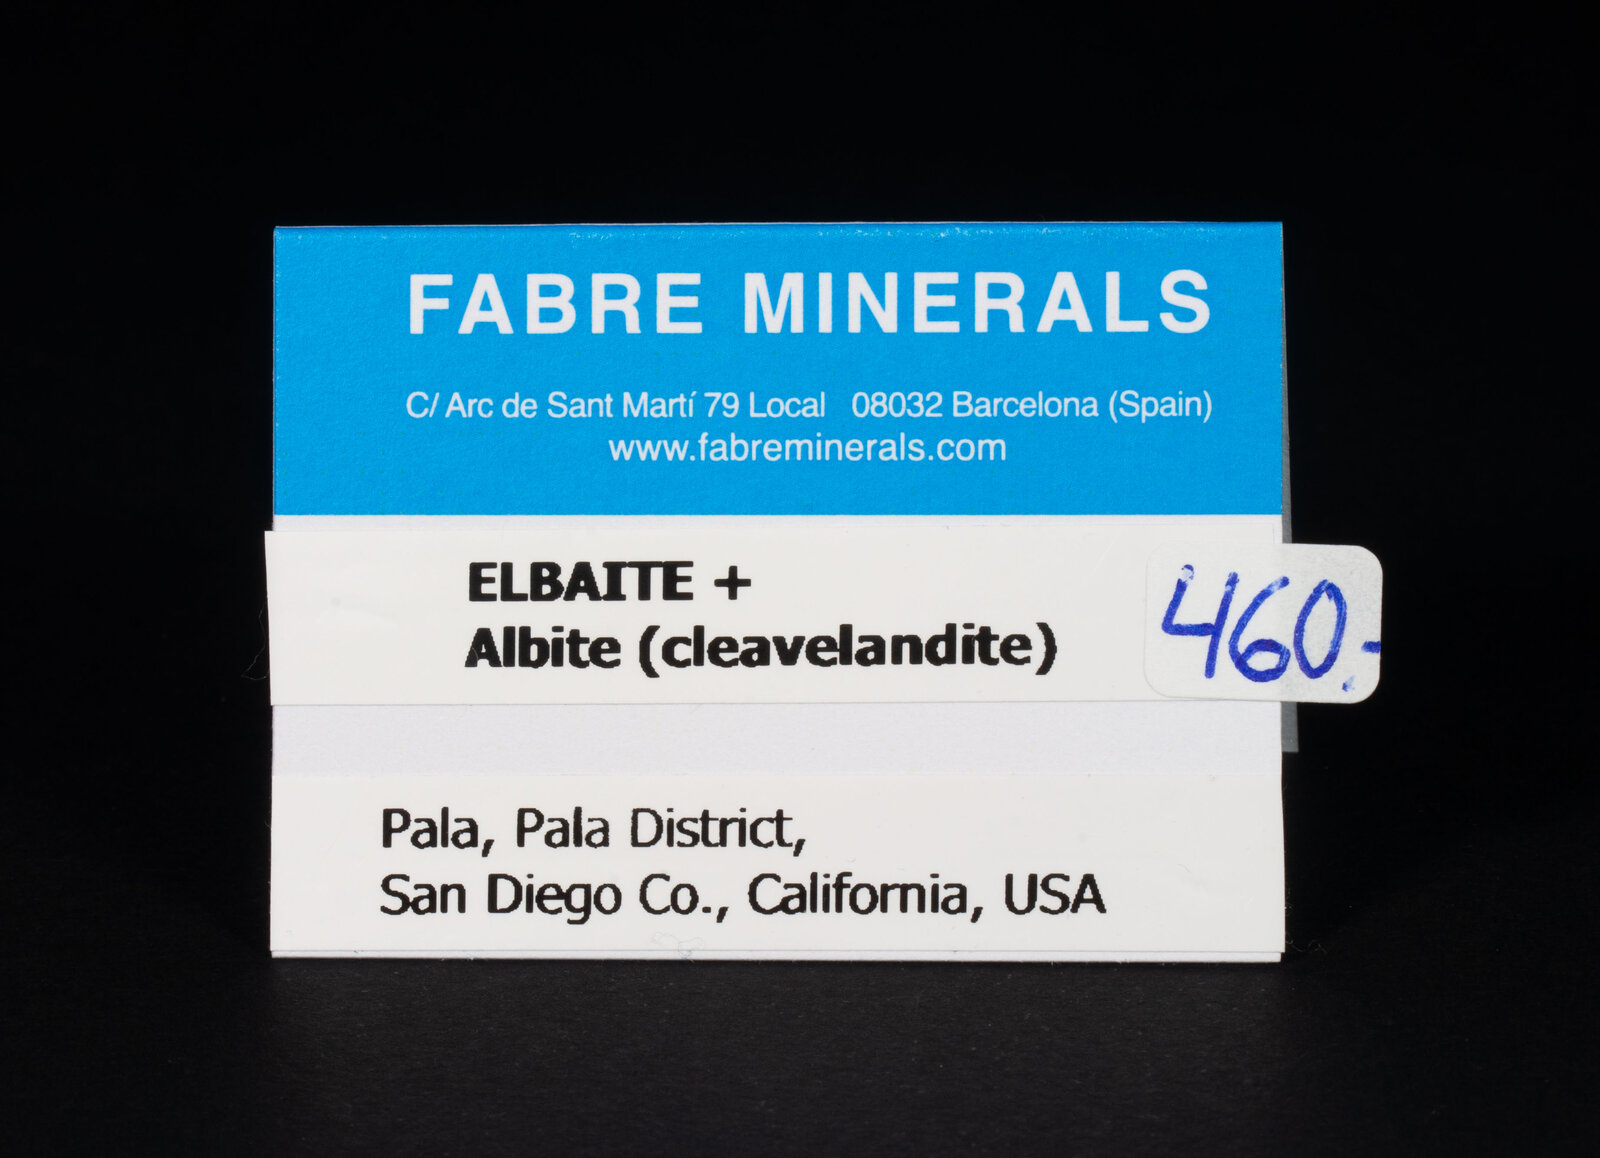 FABRE MINERALS
C/ Arc de Sant Martí 79 Local 08032 Barcelona (Spain)
www.fabreminerals.com
ELBAITE +
Albite (cleavelandite)
460.-
Pala, Pala District,
San Diego Co., California, USA